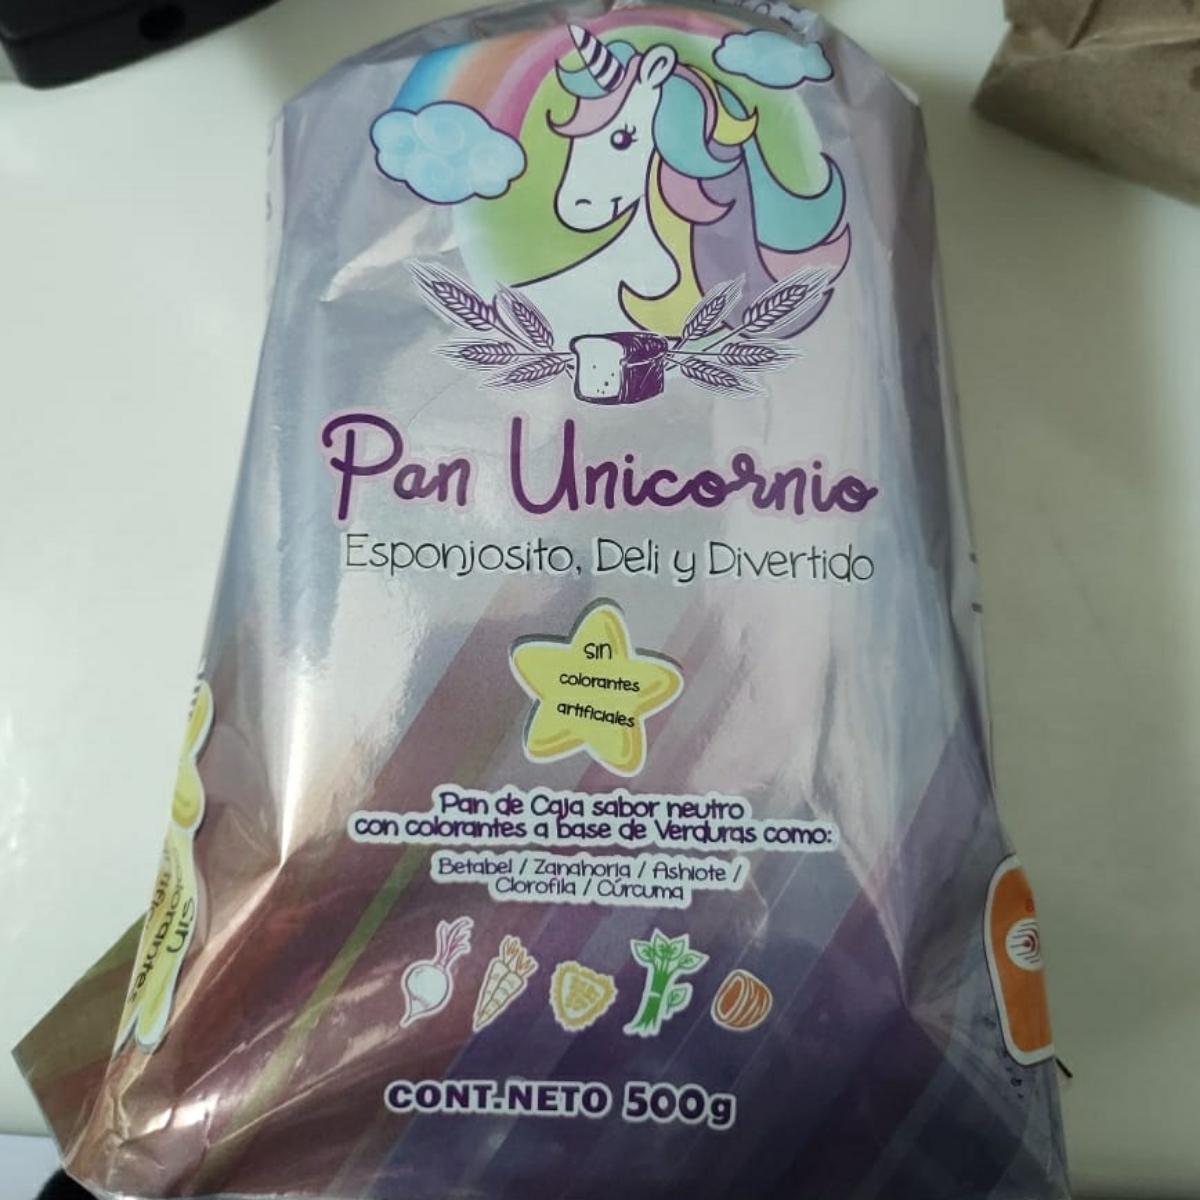 Pan Unicornio
Esponjosito, Deli y Divertido
sin
colorantes
artificiales
Pan de Caja sabor neutro
con colorantes a base de Verduras como:
Betabel / Zanahoria / Ashiote /
Clorofila / Cúrcuma
CONT.NETO 500g
sin